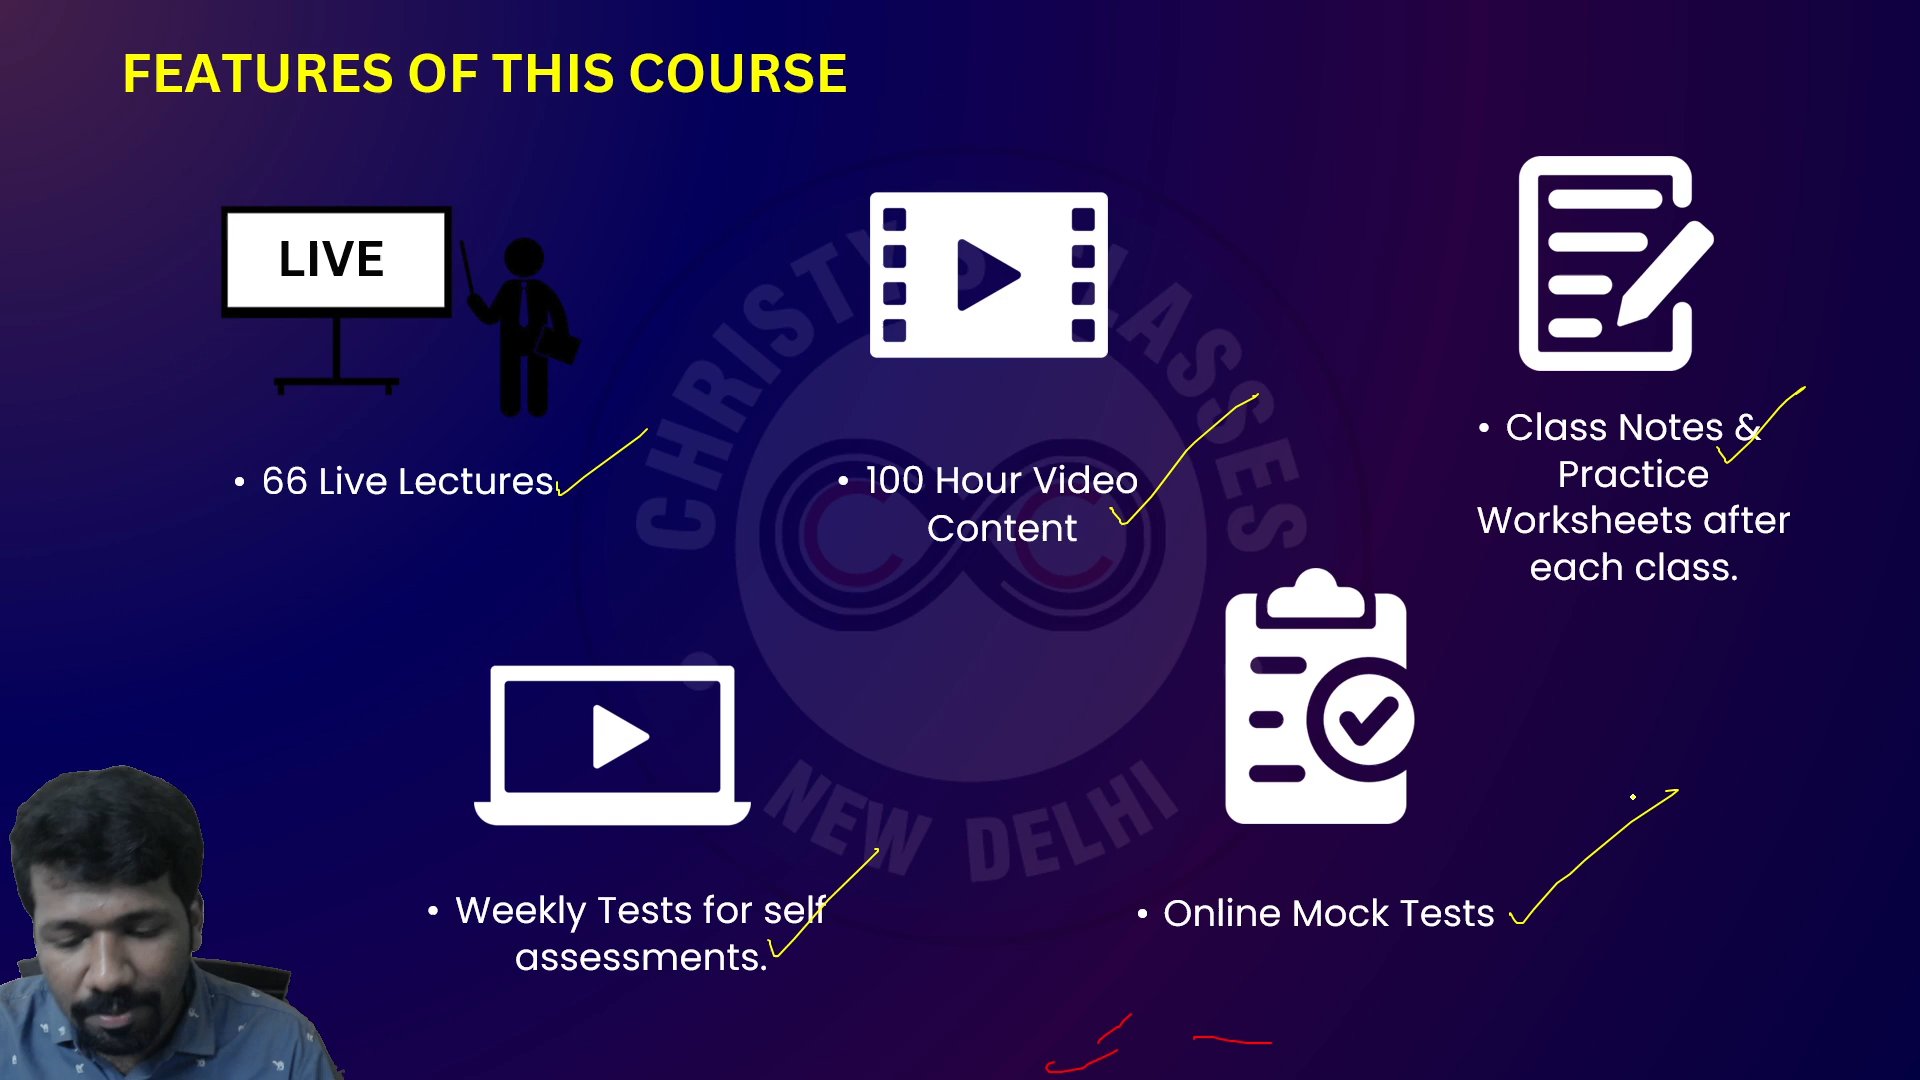 FEATURES OF THIS COURSE
LIVE
• 66 Live Lectures
• 100 Hour Video
Content
• Class Notes &
Practice
Worksheets after
each class.
• Weekly Tests for self
assessments.
• Online Mock Tests
CHRISTY'S CLASSES
NEW DELHI